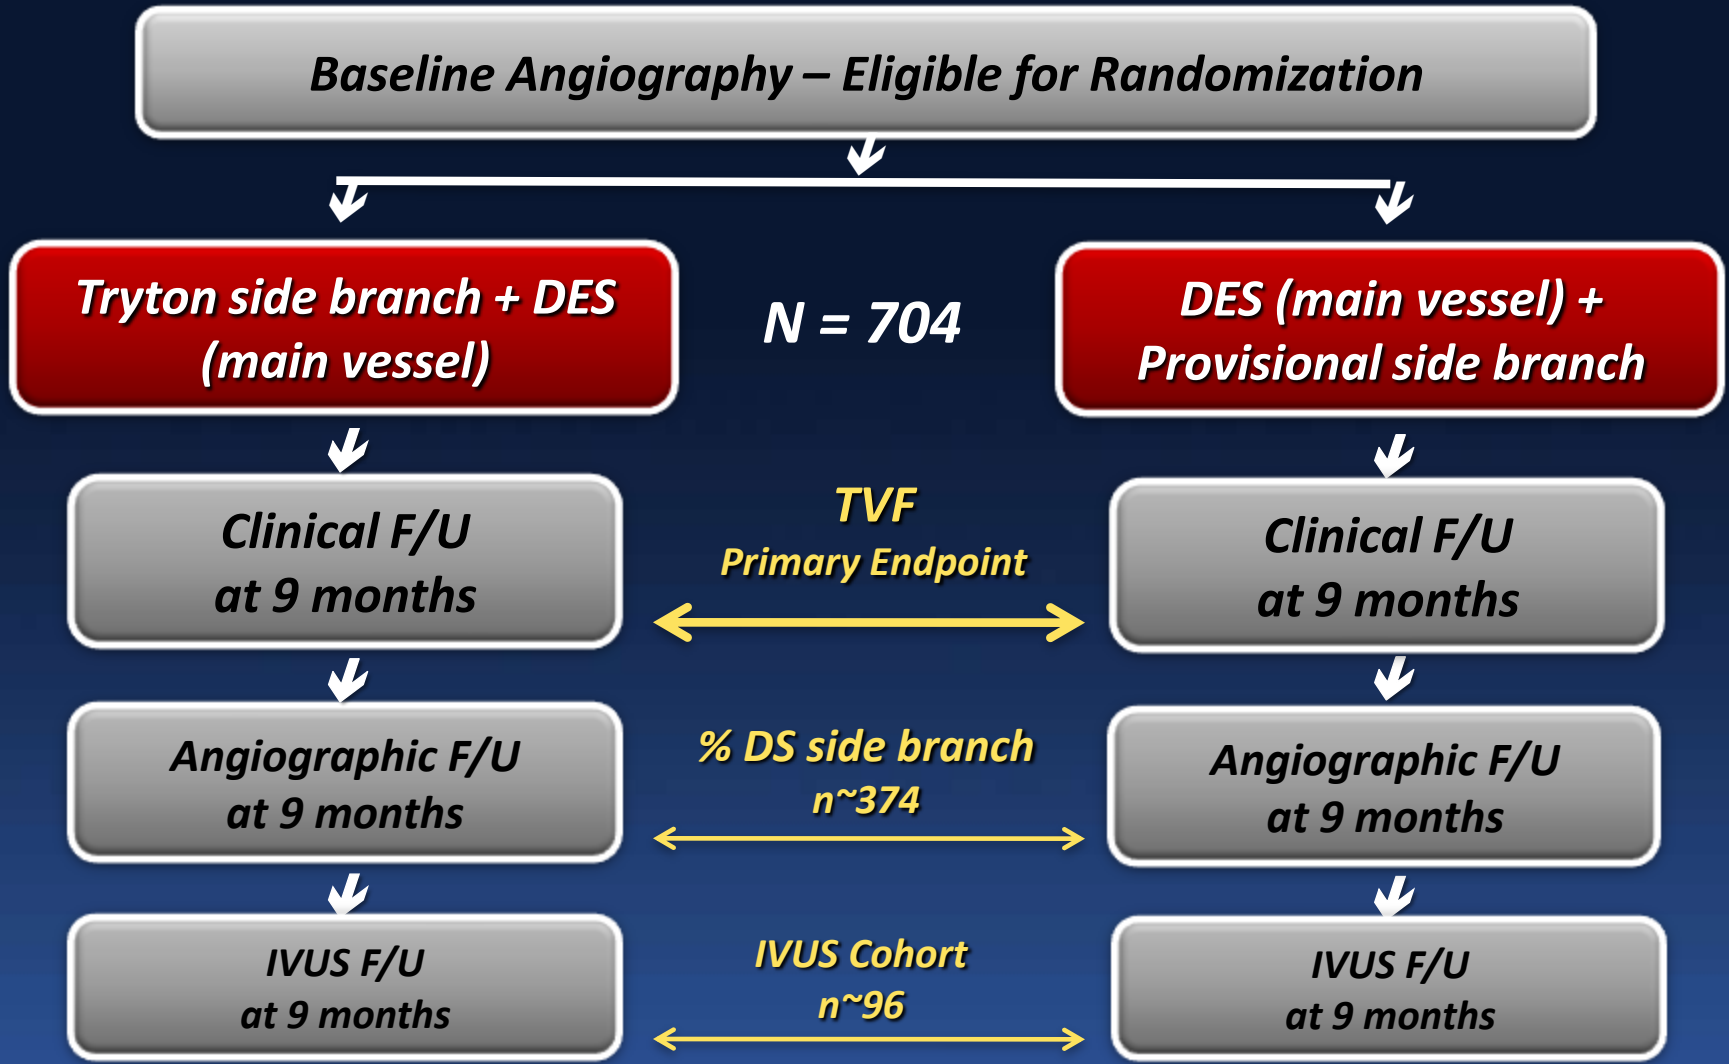 Baseline Angiography – Eligible for Randomization
Tryton side branch + DES
(main vessel)
N = 704
DES (main vessel) +
Provisional side branch
Clinical F/U
at 9 months
TVF
Primary Endpoint
Clinical F/U
at 9 months
Angiographic F/U
at 9 months
% DS side branch
n~374
Angiographic F/U
at 9 months
IVUS F/U
at 9 months
IVUS Cohort
n~96
IVUS F/U
at 9 months